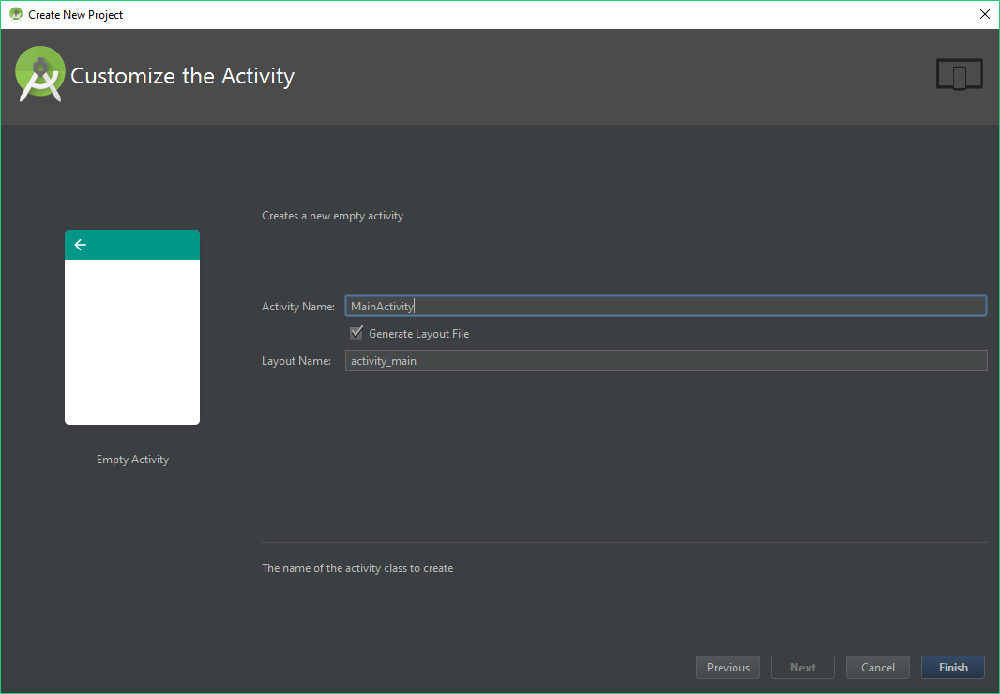 Create New Project
Customize the Activity
Creates a new empty activity
Activity Name: MainActivity
Generate Layout File
Layout Name: activity_main
Empty Activity
The name of the activity class to create
Previous Next Cancel Finish